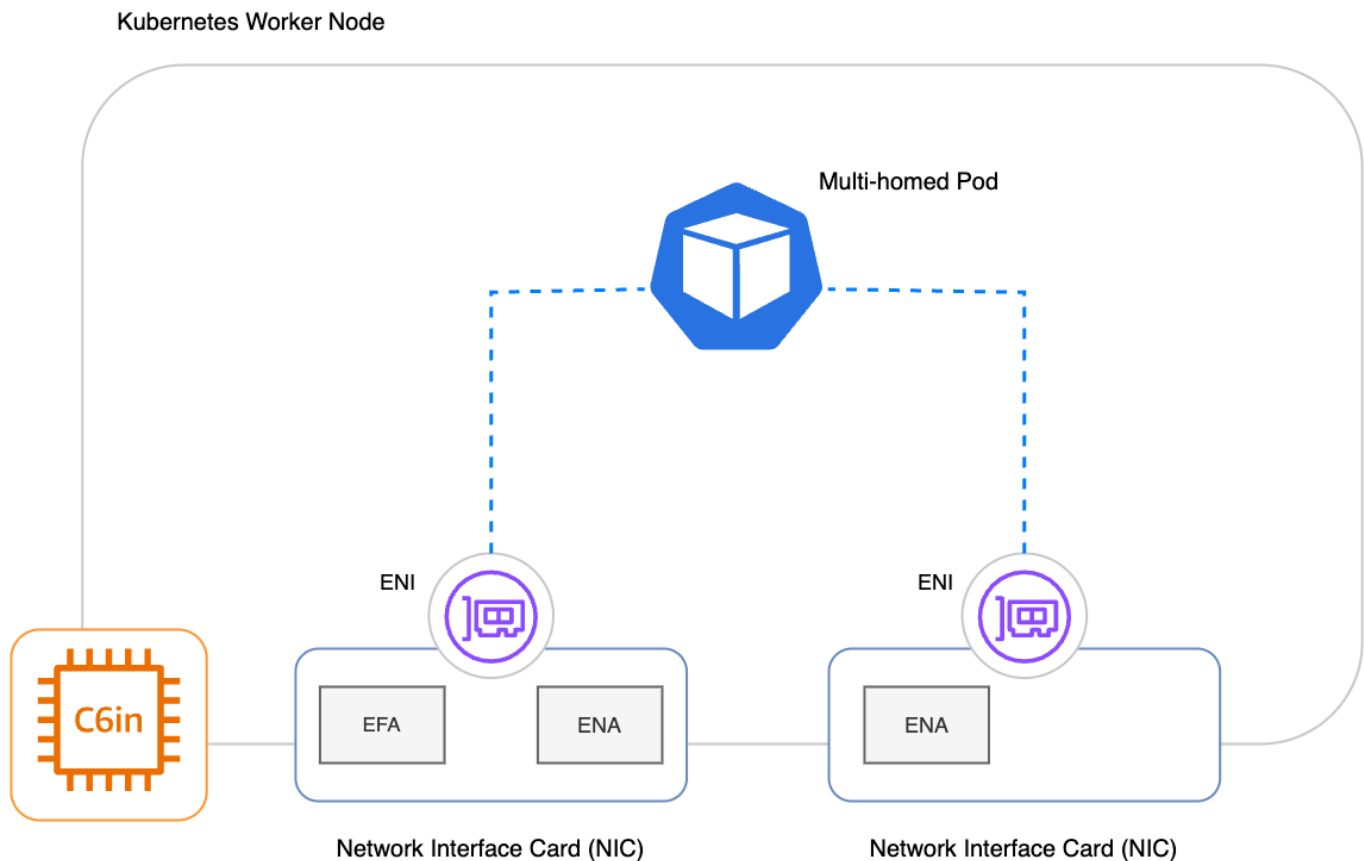 Kubernetes Worker Node
Multi-homed Pod
ENI
ENI
C6in
EFA
ENA
ENA
Network Interface Card (NIC)
Network Interface Card (NIC)